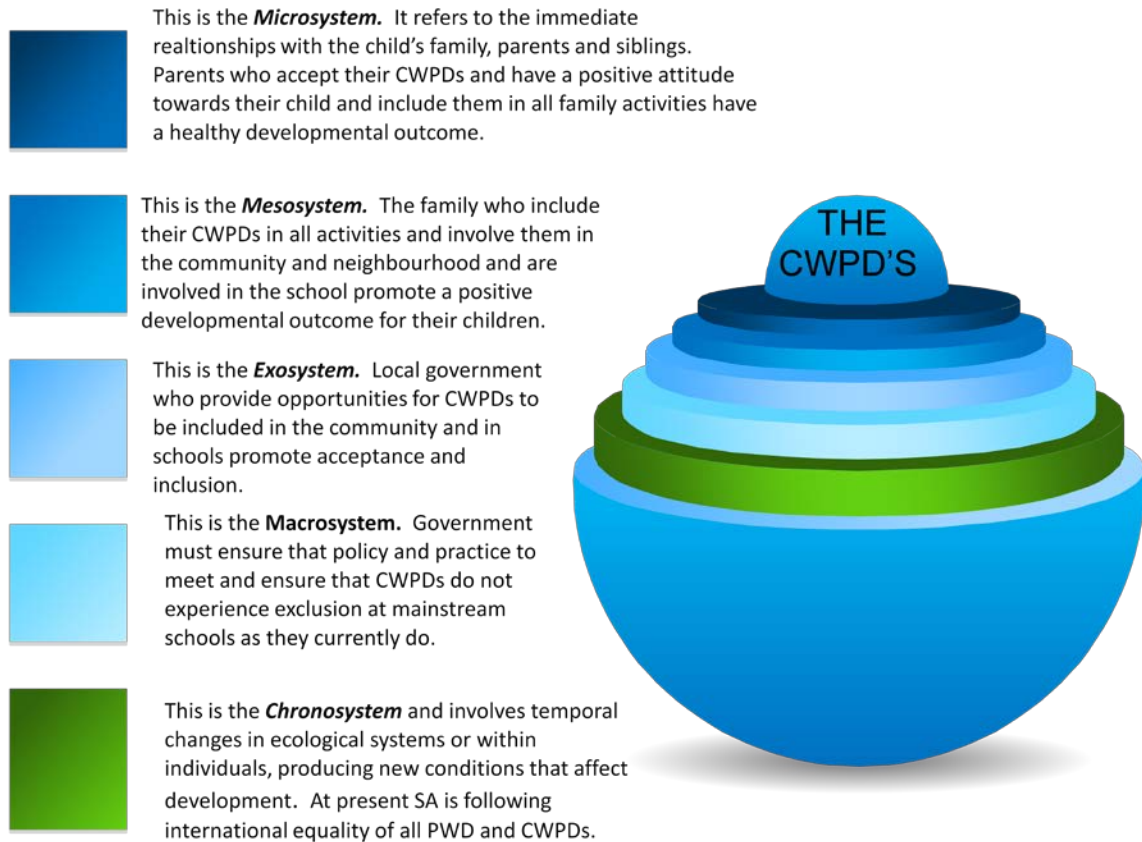 This is the Microsystem. It refers to the immediate
realtionships with the child's family, parents and siblings.
Parents who accept their CWPDs and have a positive attitude
towards their child and include them in all family activities have
a healthy developmental outcome.
This is the Mesosystem. The family who include
their CWPDs in all activities and involve them in
the community and neighbourhood and are
involved in the school promote a positive
developmental outcome for their children.
THE
CWPD'S
This is the Exosystem. Local government
who provide opportunities for CWPDs to
be included in the community and in
schools promote acceptance and
inclusion.
This is the Macrosystem. Government
must ensure that policy and practice to
meet and ensure that CWPDs do not
experience exclusion at mainstream
schools as they currently do.
This is the Chronosystem and involves temporal
changes in ecological systems or within
individuals, producing new conditions that affect
development. At present SA is following
international equality of all PWD and CWPDs.